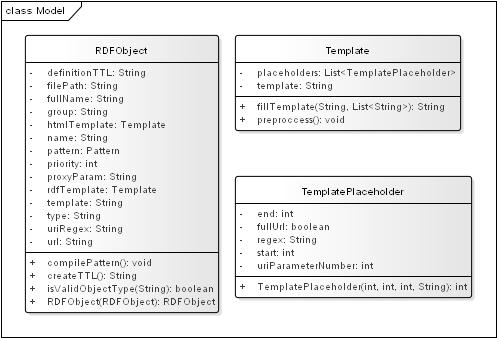 class Model
RDFObject
- definitionTTL: String
- filePath: String
- fullName: String
- group: String
- htmlTemplate: Template
- name: String
- pattern: Pattern
- priority: int
- proxyParam: String
- rdfTemplate: Template
- template: String
- type: String
- uriRegex: String
- url: String
+ compilePattern(): void
+ createTTL(): String
+ isValidObjectType(String): boolean
+ RDFObject(RDFObject): RDFObject
Template
- placeholders: List<TemplatePlaceholder>
- template: String
+ fillTemplate(String, List<String>): String
+ preproccess(): void
TemplatePlaceholder
- end: int
- fullUrl: boolean
- regex: String
- start: int
- uriParameterNumber: int
+ TemplatePlaceholder(int, int, int, String): int